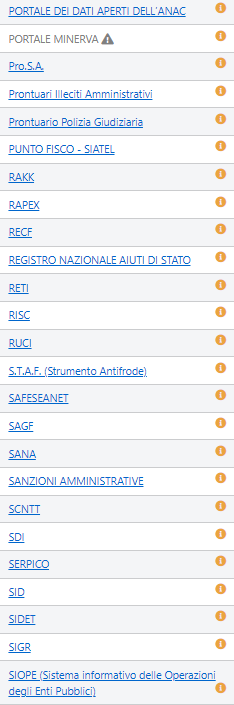 PORTALE DEI DATI APERTI DELL'ANAC
PORTALE MINERVA
Pro.S.A.
Prontuari Illeciti Amministrativi
Prontuario Polizia Giudiziaria
PUNTO FISCO - SIATEL
RAKK
RAPEX
RECF
REGISTRO NAZIONALE AIUTI DI STATO
RETI
RISC
RUCI
S.T.A.F. (Strumento Antifrode)
SAFESEANET
SAGF
SANA
SANZIONI AMMINISTRATIVE
SCNTT
SDI
SERPICO
SID
SIDET
SIGR
SIOPE (Sistema informativo delle Operazioni
degli Enti Pubblici)